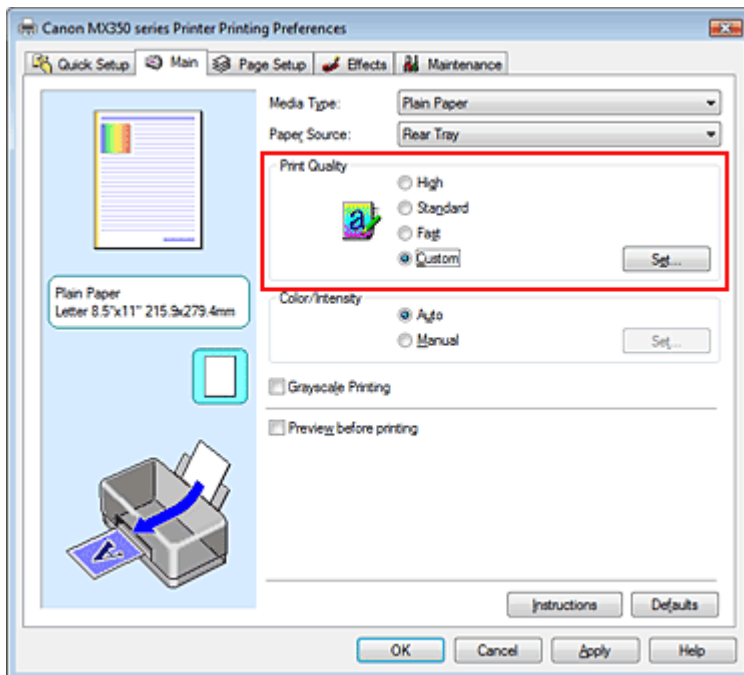 Canon MX350 series Printer Printing Preferences
Quick Setup Main Page Setup Effects Maintenance
Media Type: Plain Paper
Paper Source: Rear Tray
Print Quality
High
a
Standard
Fast
Custom Set...
Plain Paper
Letter 8.5"x11" 215.9x279.4mm
Color/Intensity
Auto
Manual Set...
Grayscale Printing
Preview before printing
A
Instructions Defaults
OK Cancel Apply Help